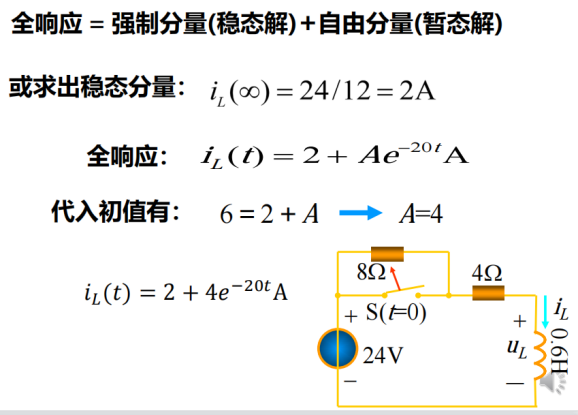 全响应 = 强制分量(稳态解)+自由分量(暂态解)
或求出稳态分量： i_L(∞) = 24/12 = 2A
全响应： i_L(t) = 2 + Ae^{-20t} A
代入初值有： 6 = 2 + A → A=4
i_L(t) = 2 + 4e^{-20t} A
8Ω
4Ω
+ S(t=0)
+ i_L
24V
u_L 0.6H
− −